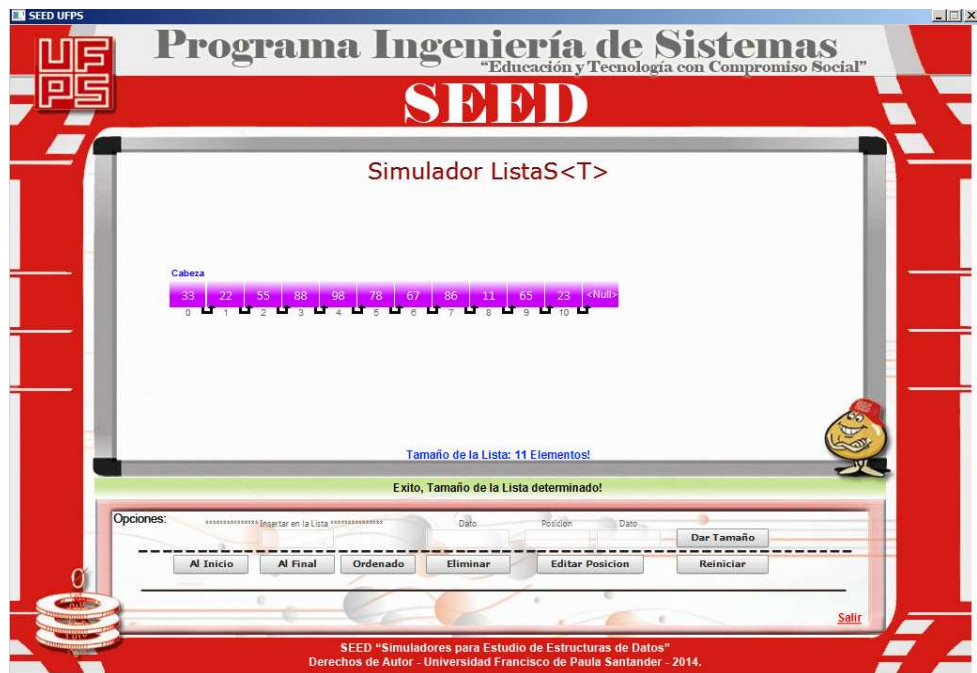 SEED UFPS
UFPS
Programa Ingeniería de Sistemas
"Educación y Tecnología con Compromiso Social"
SEED
Simulador ListaS<T>
Cabeza
33 22 55 88 98 78 67 86 11 65 23 <Null>
0 1 2 3 4 5 6 7 8 9 10
Tamaño de la Lista: 11 Elementos!
Exito, Tamaño de la Lista determinado!
Opciones: ************** Insertar en la Lista ************** Dato Posicion Dato
Dar Tamaño
Al Inicio Al Final Ordenado Eliminar Editar Posicion Reiniciar
Salir
SEED "Simuladores para Estudio de Estructuras de Datos"
Derechos de Autor - Universidad Francisco de Paula Santander - 2014.